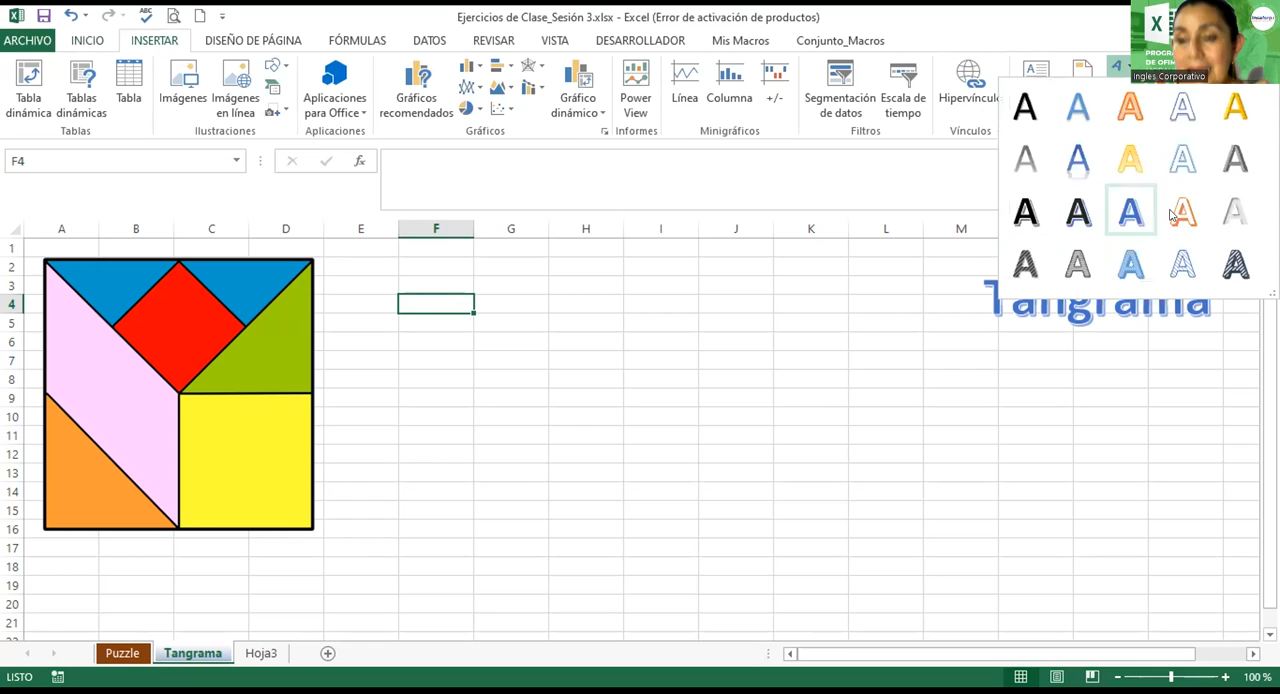 Ejercicios de Clase_Sesión 3.xlsx - Excel (Error de activación de productos)
ARCHIVO INICIO INSERTAR DISEÑO DE PÁGINA FÓRMULAS DATOS REVISAR VISTA DESARROLLADOR Mis Macros Conjunto_Macros
Tabla dinámica
Tablas dinámicas
Tabla
Imágenes
Imágenes en línea
Aplicaciones para Office
Gráficos recomendados
Gráfico dinámico
Power View
Línea
Columna
+/-
Segmentación de datos
Escala de tiempo
Hipervínculo
Tablas Ilustraciones Aplicaciones Gráficos Informes Minigráficos Filtros Vínculos
Ingles Corporativo
A A A A A
A A A A A
A A A A A
A A A A A
F4
fx
A B C D E F G H I J K L M
1
2
3
4
5
6
7
8
9
10
11
12
13
14
15
16
17
18
19
20
21
Tangrama
Puzzle Tangrama Hoja3
LISTO
100 %